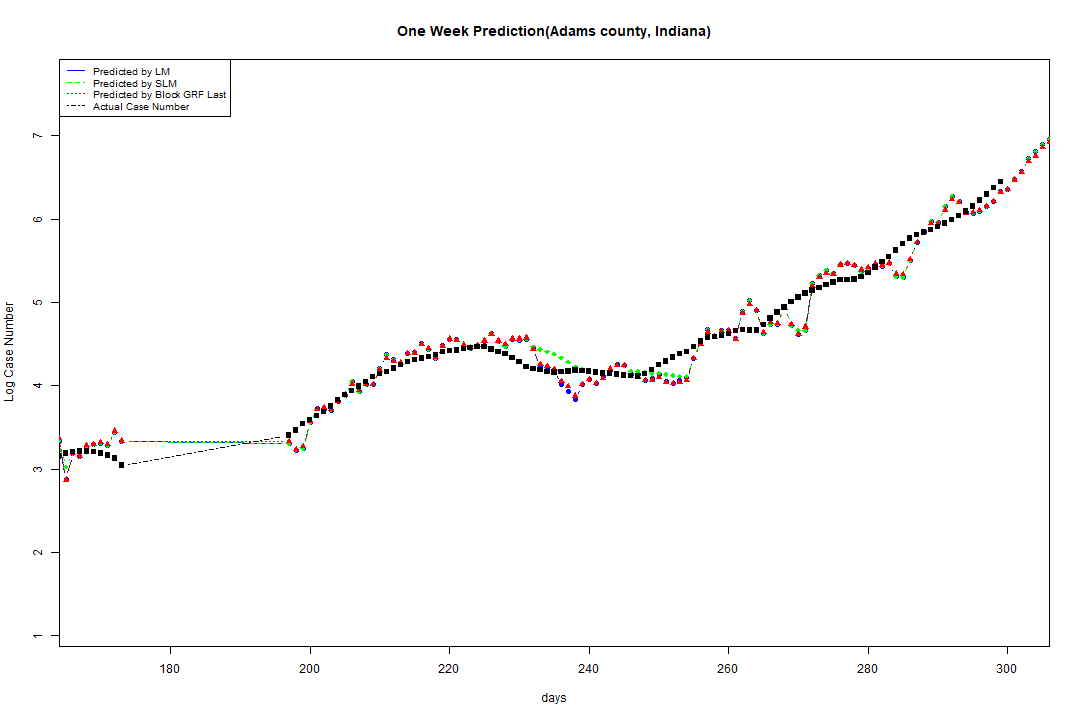 One Week Prediction(Adams county, Indiana)
Predicted by LM
Predicted by SLM
Predicted by Block GRF Last
Actual Case Number
Log Case Number
7
6
5
4
3
2
1
180 200 220 240 260 280 300
days